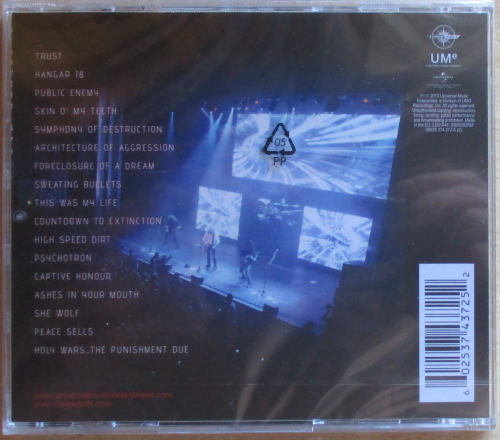 TRUST
HANGAR 18
PUBLIC ENEMY
SKIN O' MY TEETH
SYMPHONY OF DESTRUCTION
ARCHITECTURE OF AGGRESSION
FORECLOSURE OF A DREAM
SWEATING BULLETS
THIS WAS MY LIFE
COUNTDOWN TO EXTINCTION
HIGH SPEED DIRT
PSYCHOTRON
CAPTIVE HONOUR
ASHES IN YOUR MOUTH
SHE WOLF
PEACE SELLS
HOLY WARS..THE PUNISHMENT DUE
UMe
05
PP
6 02537 43725 2